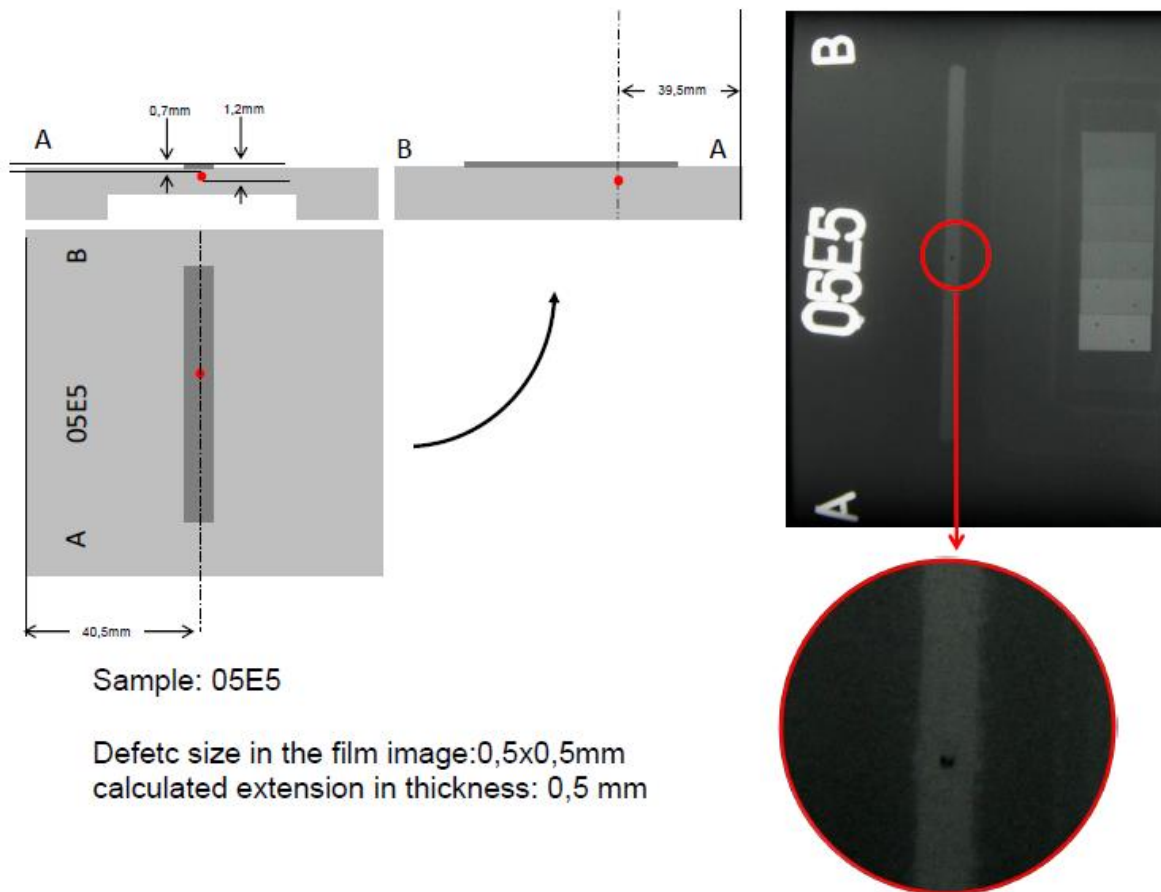 0,7mm
1,2mm
A
39,5mm
B
A
B
05E5
A
40,5mm
Sample: 05E5
Defetc size in the film image:0,5x0,5mm
calculated extension in thickness: 0,5 mm
B
05E5
A